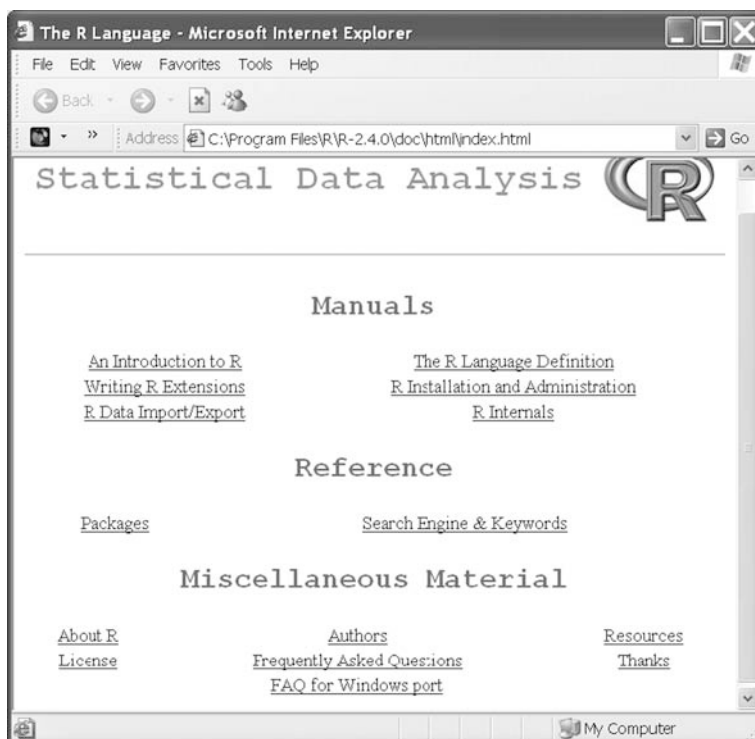 The R Language - Microsoft Internet Explorer
File Edit View Favorites Tools Help
Back
» Address C:\Program Files\R\R-2.4.0\doc\html\index.html Go
Statistical Data Analysis R
Manuals
An Introduction to R The R Language Definition
Writing R Extensions R Installation and Administration
R Data Import/Export R Internals
Reference
Packages Search Engine & Keywords
Miscellaneous Material
About R Authors Resources
License Frequently Asked Questions Thanks
FAQ for Windows port
My Computer